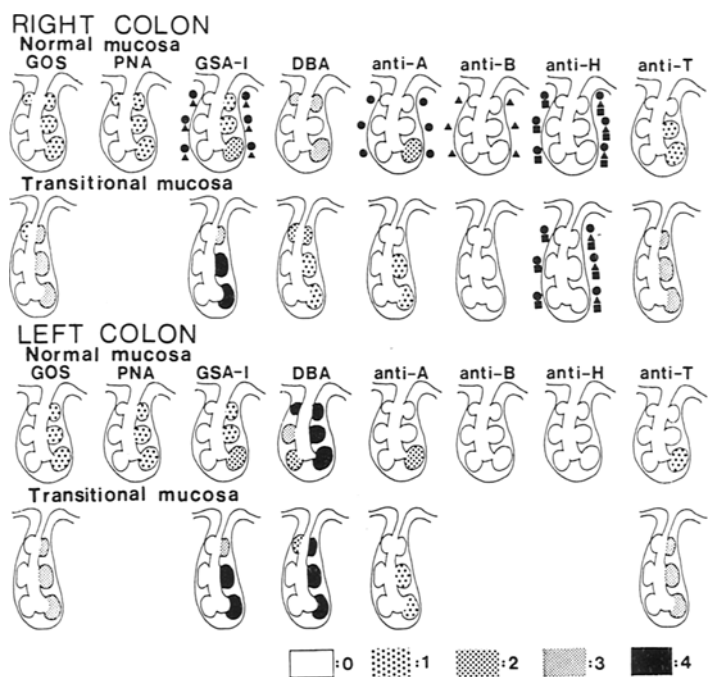 RIGHT COLON
Normal mucosa
GOS PNA GSA-I DBA anti-A anti-B anti-H anti-T
Transitional mucosa
LEFT COLON
Normal mucosa
GOS PNA GSA-I DBA anti-A anti-B anti-H anti-T
Transitional mucosa
:0 :1 :2 :3 :4